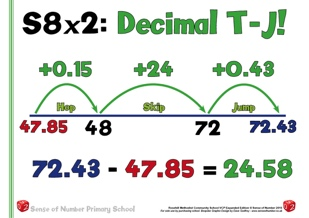 S8x2: Decimal T-J!
+0.15 +24 +0.43
Hop Skip Jump
47.85 48 72 72.43
72.43 - 47.85 = 24.58
Sense of Number Primary School